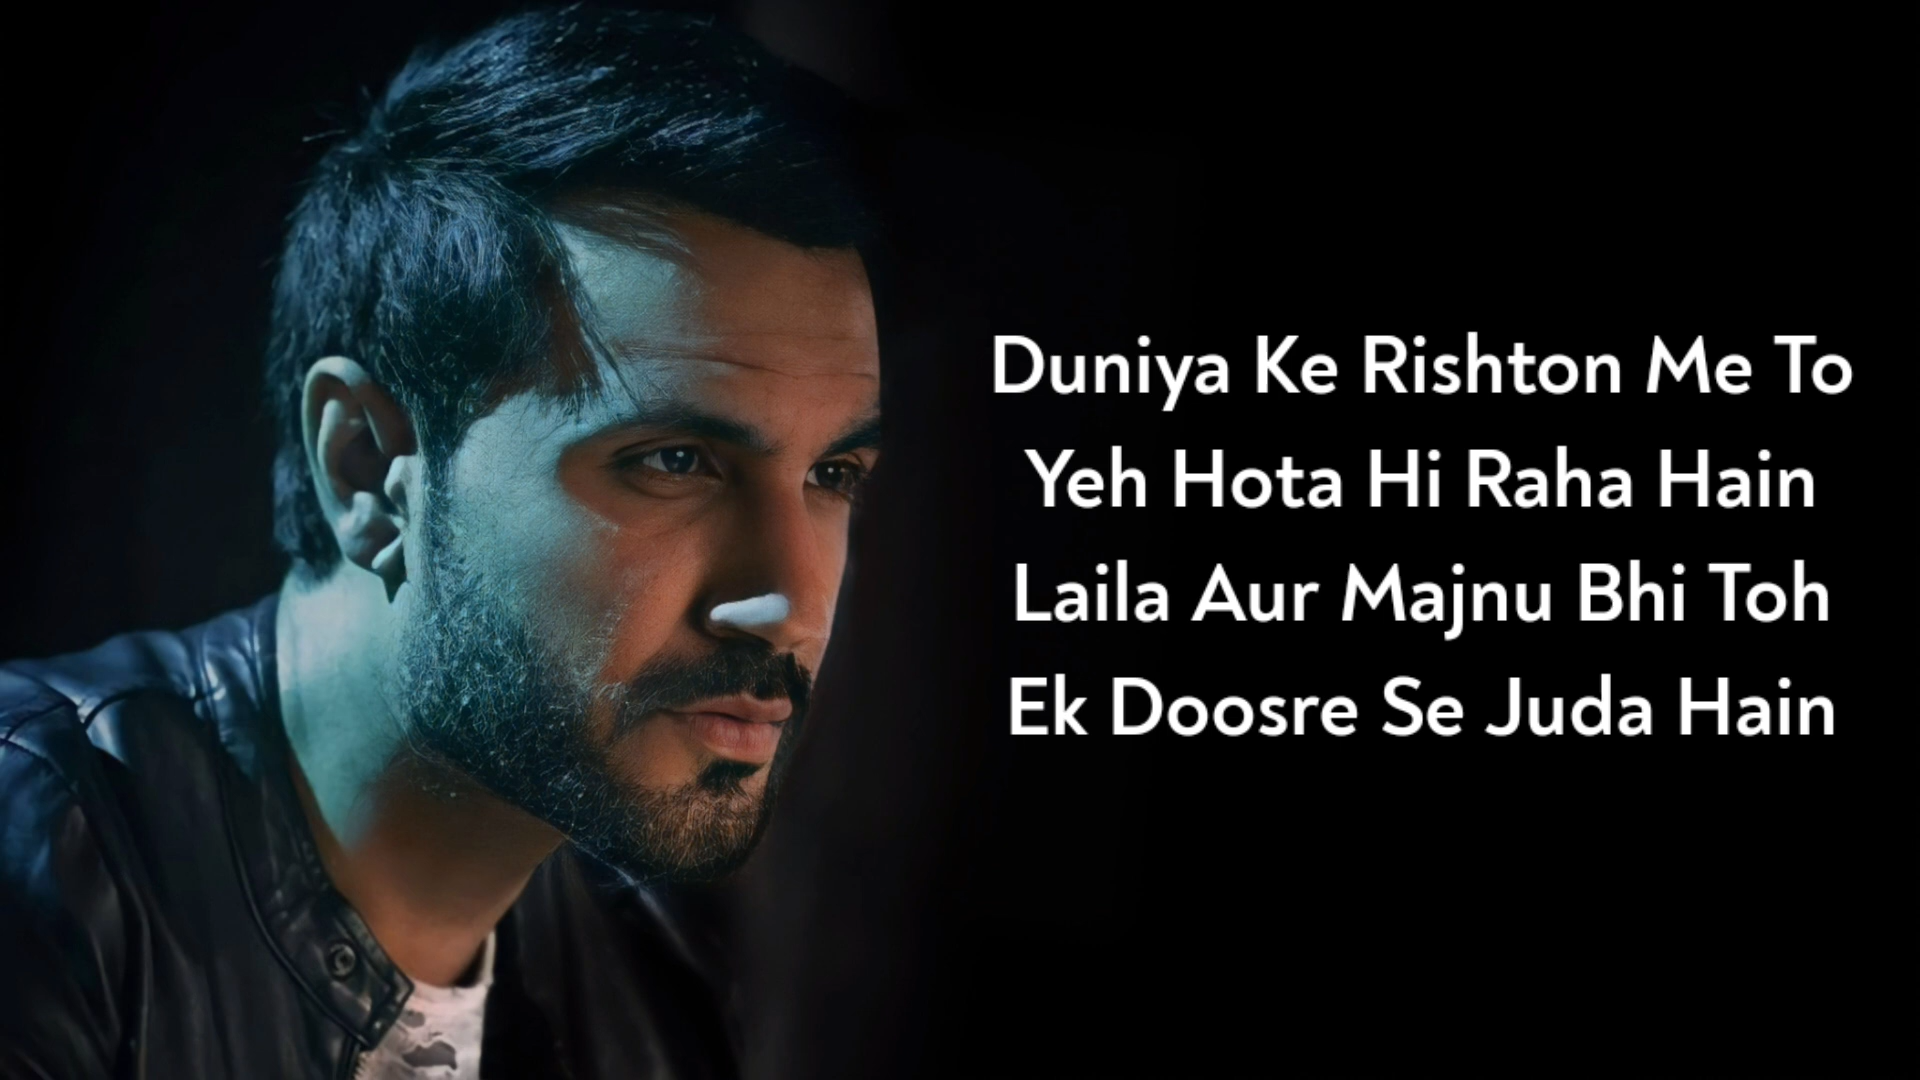 Duniya Ke Rishton Me To
Yeh Hota Hi Raha Hain
Laila Aur Majnu Bhi Toh
Ek Doosre Se Juda Hain